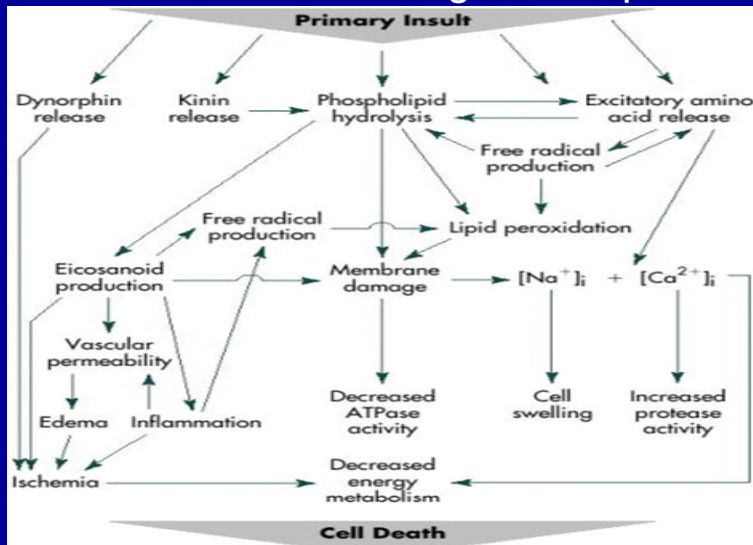 Primary Insult
Dynorphin
release
Kinin
release
Phospholipid
hydrolysis
Excitatory amino
acid release
Free radical
production
Free radical
production
Lipid peroxidation
Eicosanoid
production
Membrane
damage
[Na+]i + [Ca2+]i
Vascular
permeability
Edema
Inflammation
Decreased
ATPase
activity
Cell
swelling
Increased
protease
activity
Ischemia
Decreased
energy
metabolism
Cell Death